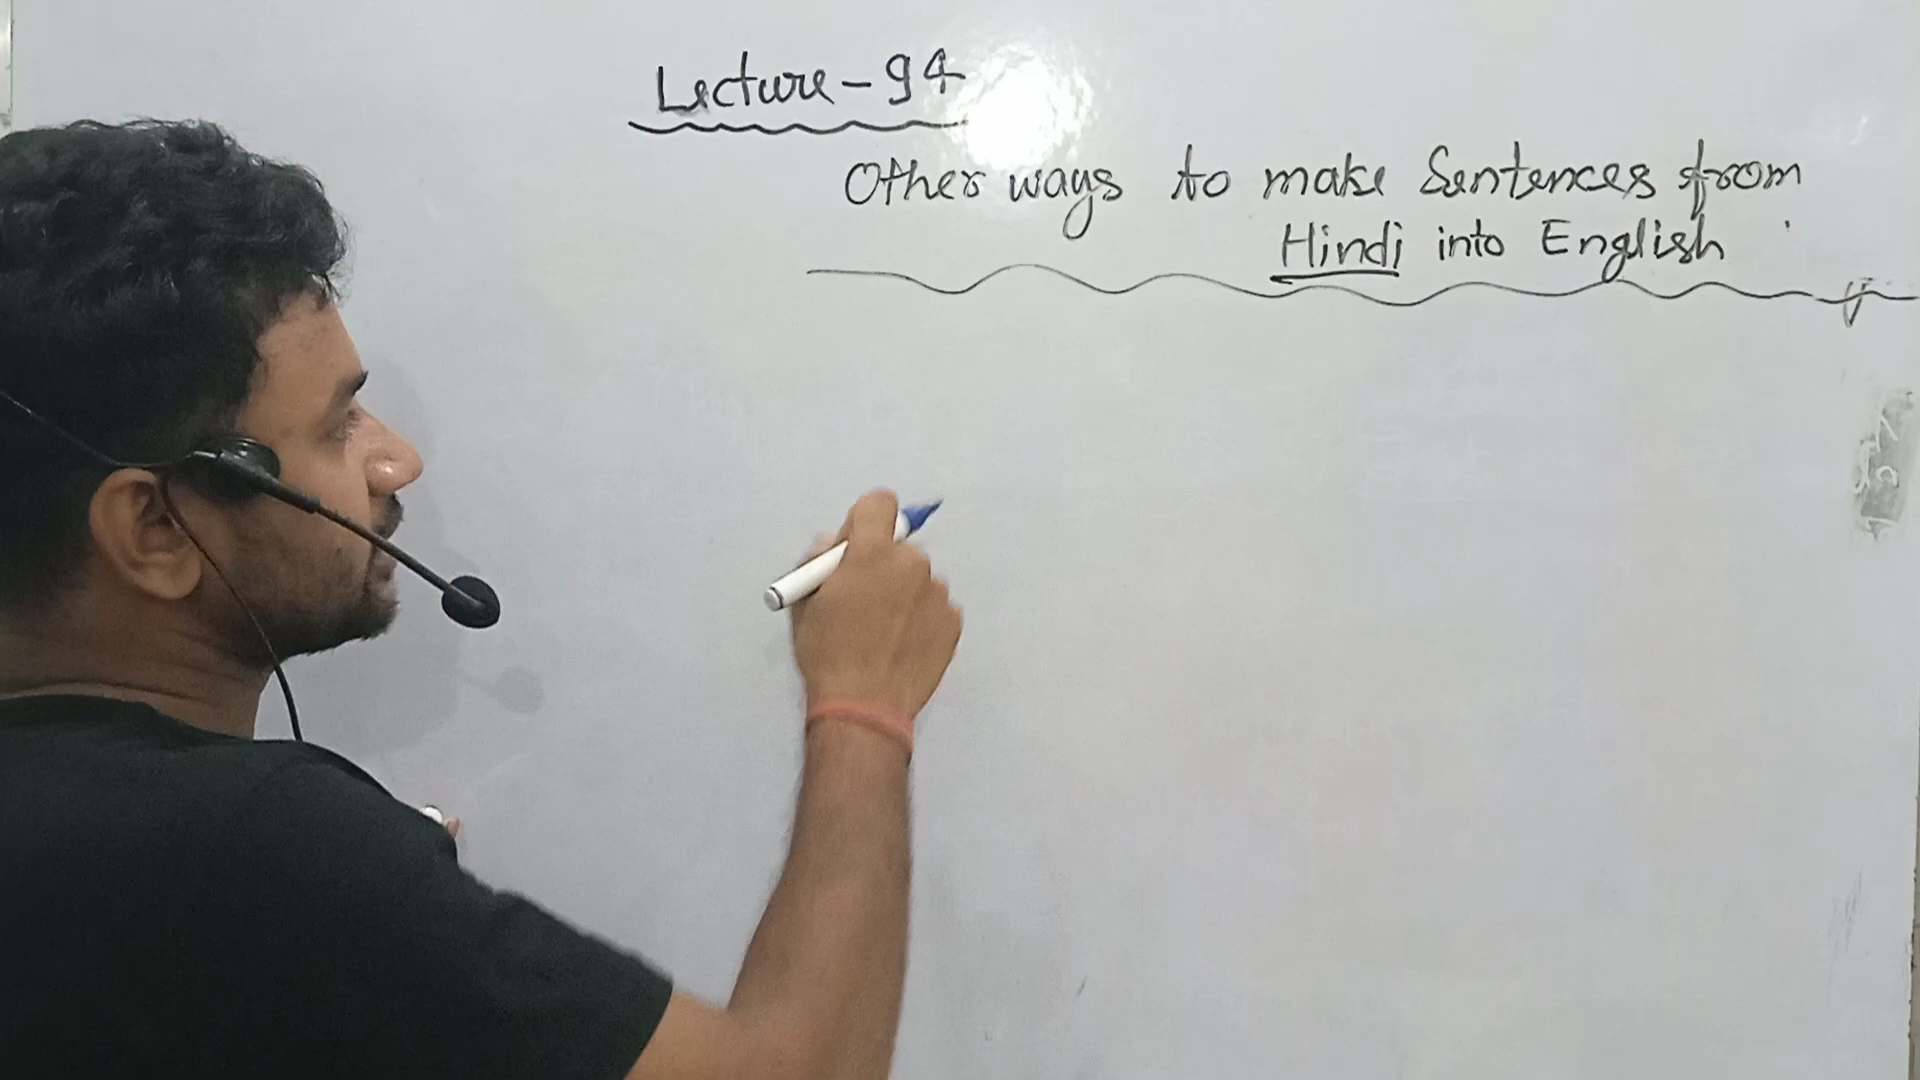 Lecture - 94
Other ways to make Sentences from
Hindi into English